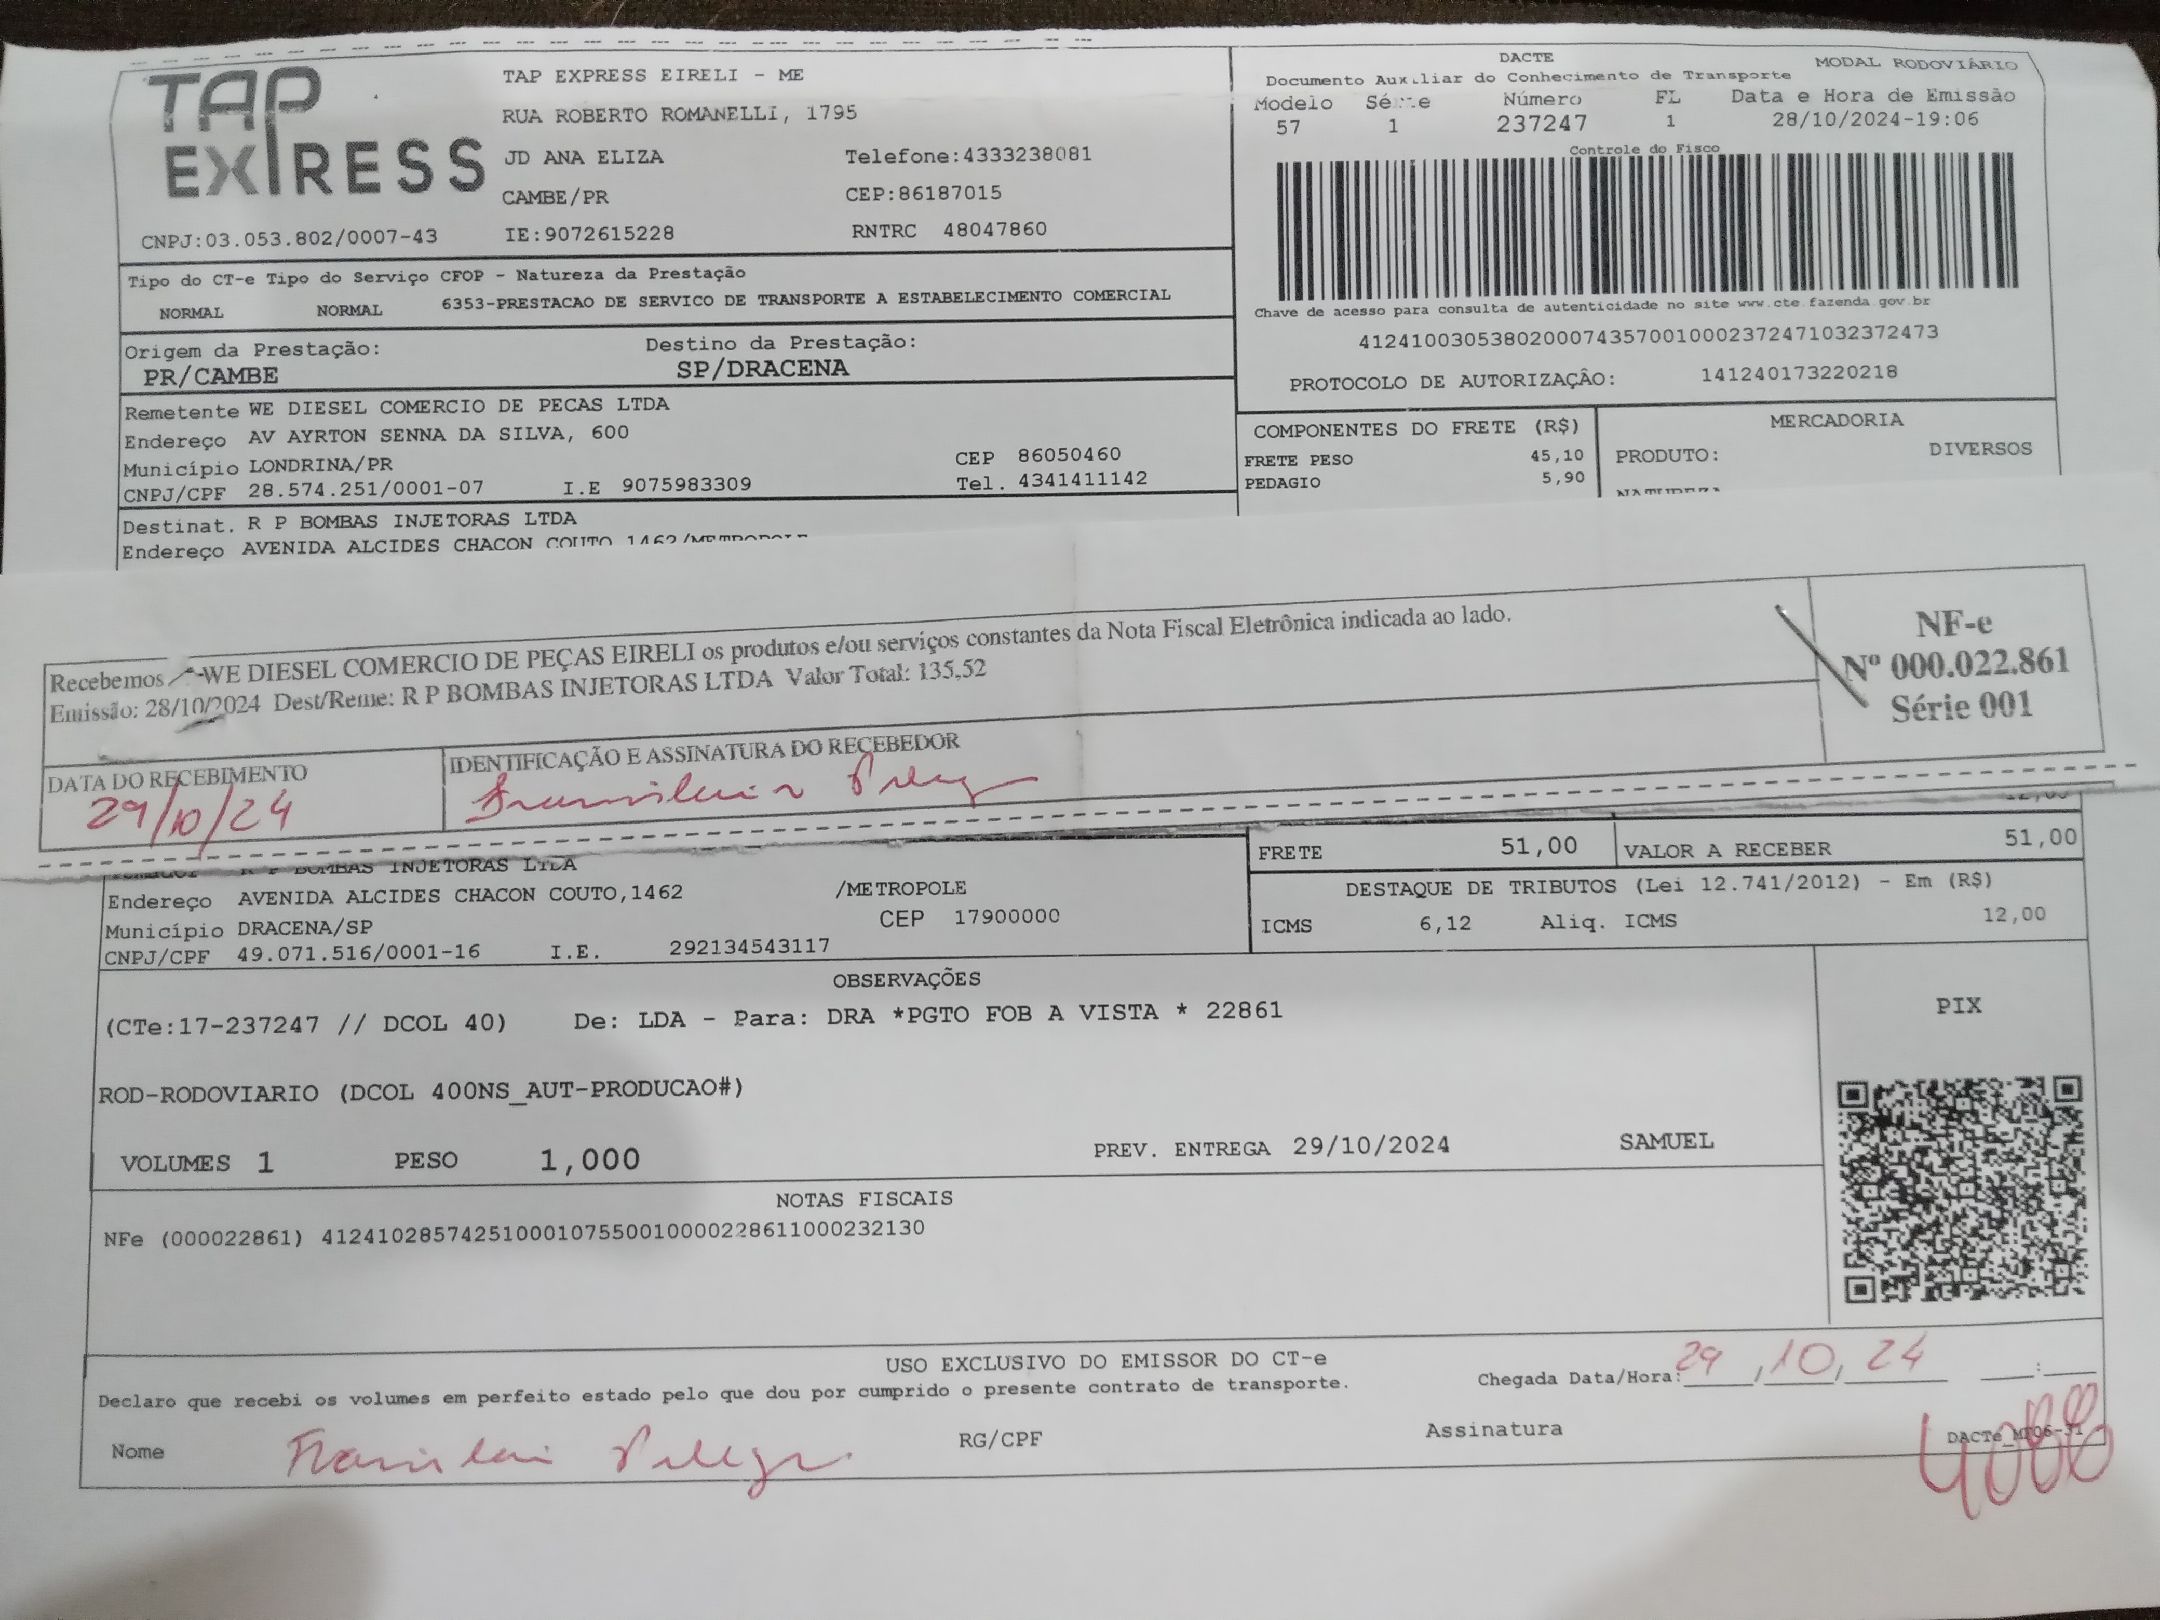 TAP
EXPRESS
TAP EXPRESS EIRELI - ME
RUA ROBERTO ROMANELLI, 1795
JD ANA ELIZA Telefone:4333238081
CAMBE/PR CEP:86187015
CNPJ:03.053.802/0007-43 IE:9072615228 RNTRC 48047860
DACTE MODAL RODOVIÁRIO
Documento Auxiliar do Conhecimento de Transporte
Modelo Série Número FL Data e Hora de Emissão
57 1 237247 1 28/10/2024-19:06
Controle do Fisco
Chave de acesso para consulta de autenticidade no site www.cte.fazenda.gov.br
41241003053802000743570010002372471032372473
PROTOCOLO DE AUTORIZAÇÃO: 141240173220218
Tipo do CT-e Tipo do Serviço CFOP - Natureza da Prestação
NORMAL NORMAL 6353-PRESTACAO DE SERVICO DE TRANSPORTE A ESTABELECIMENTO COMERCIAL
Origem da Prestação: Destino da Prestação:
PR/CAMBE SP/DRACENA
Remetente WE DIESEL COMERCIO DE PECAS LTDA
Endereço AV AYRTON SENNA DA SILVA, 600
Município LONDRINA/PR CEP 86050460
CNPJ/CPF 28.574.251/0001-07 I.E 9075983309 Tel. 4341411142
COMPONENTES DO FRETE (R$) MERCADORIA
FRETE PESO 45,10 PRODUTO: DIVERSOS
PEDAGIO 5,90
Destinat. R P BOMBAS INJETORAS LTDA
Endereço AVENIDA ALCIDES CHACON COUTO 1462/METROPOLE
Recebemos WE DIESEL COMERCIO DE PEÇAS EIRELI os produtos e/ou serviços constantes da Nota Fiscal Eletrônica indicada ao lado.
Emissão: 28/10/2024 Dest/Reme: R P BOMBAS INJETORAS LTDA Valor Total: 135,52
NF-e
Nº 000.022.861
Série 001
DATA DO RECEBIMENTO IDENTIFICAÇÃO E ASSINATURA DO RECEBEDOR
29/10/24
R P BOMBAS INJETORAS LTDA
Endereço AVENIDA ALCIDES CHACON COUTO,1462 /METROPOLE
Município DRACENA/SP CEP 17900000
CNPJ/CPF 49.071.516/0001-16 I.E. 292134543117
FRETE 51,00 VALOR A RECEBER 51,00
DESTAQUE DE TRIBUTOS (Lei 12.741/2012) - Em (R$)
ICMS 6,12 Aliq. ICMS 12,00
OBSERVAÇÕES
(CTe:17-237247 // DCOL 40) De: LDA - Para: DRA *PGTO FOB A VISTA * 22861
ROD-RODOVIARIO (DCOL 400NS_AUT-PRODUCAO#)
VOLUMES 1 PESO 1,000 PREV. ENTREGA 29/10/2024 SAMUEL
PIX
NOTAS FISCAIS
NFe (000022861) 41241028574251000107550010000228611000232130
USO EXCLUSIVO DO EMISSOR DO CT-e
Declaro que recebi os volumes em perfeito estado pelo que dou por cumprido o presente contrato de transporte.
Chegada Data/Hora: 29 / 10 / 24 :
Nome RG/CPF Assinatura